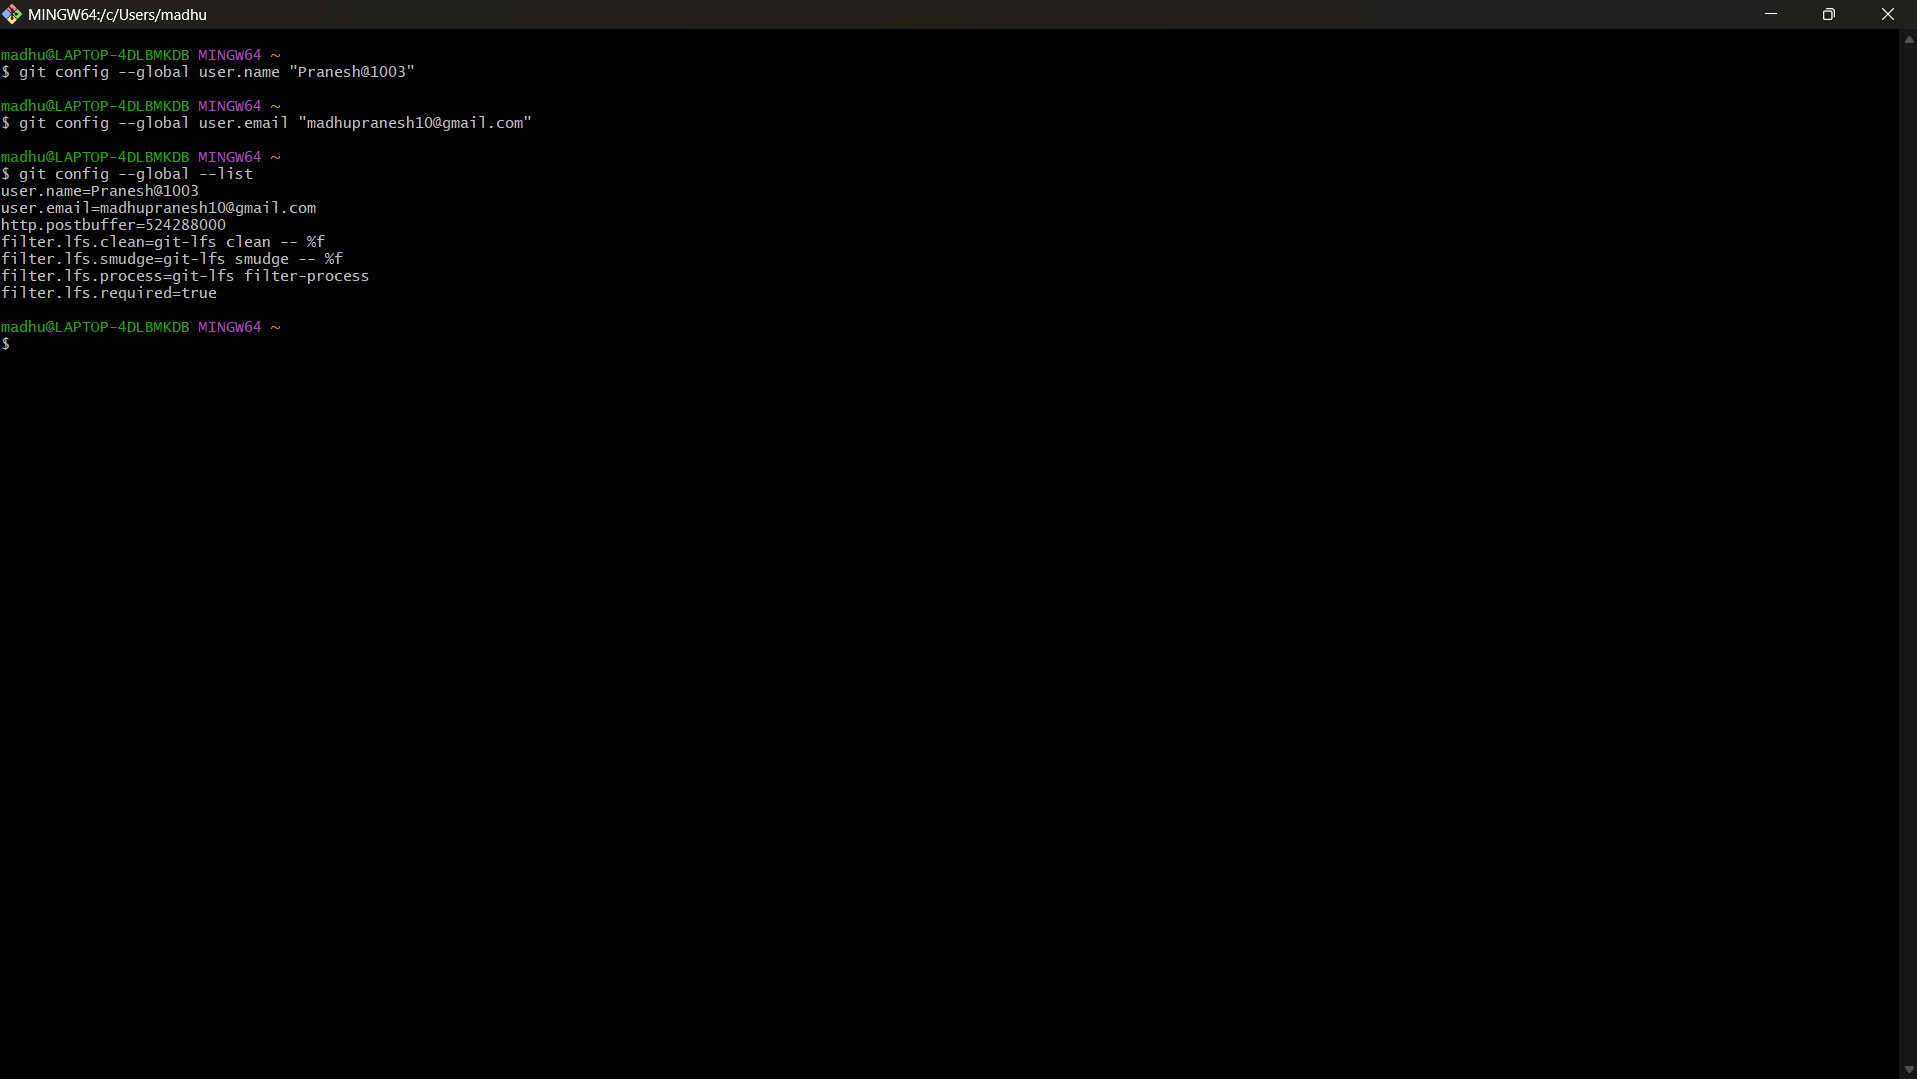 MINGW64:/c/Users/madhu
madhu@LAPTOP-4DLBMKDB MINGW64 ~
$ git config --global user.name "Pranesh@1003"
madhu@LAPTOP-4DLBMKDB MINGW64 ~
$ git config --global user.email "madhupranesh10@gmail.com"
madhu@LAPTOP-4DLBMKDB MINGW64 ~
$ git config --global --list
user.name=Pranesh@1003
user.email=madhupranesh10@gmail.com
http.postbuffer=524288000
filter.lfs.clean=git-lfs clean -- %f
filter.lfs.smudge=git-lfs smudge -- %f
filter.lfs.process=git-lfs filter-process
filter.lfs.required=true
madhu@LAPTOP-4DLBMKDB MINGW64 ~
$